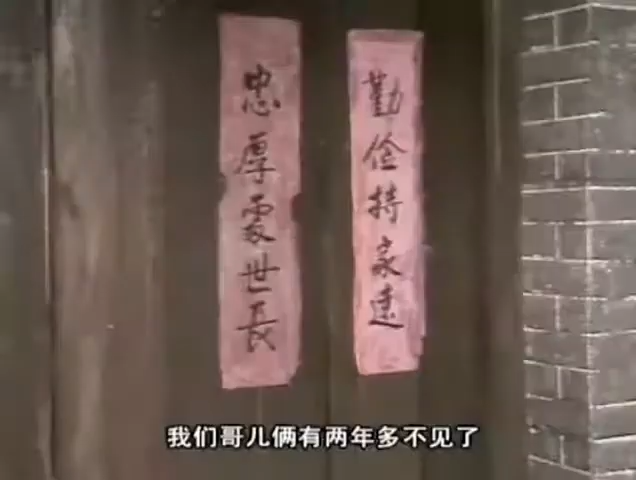 勤俭持家遠
忠厚處世長
我们哥儿俩有两年多不见了